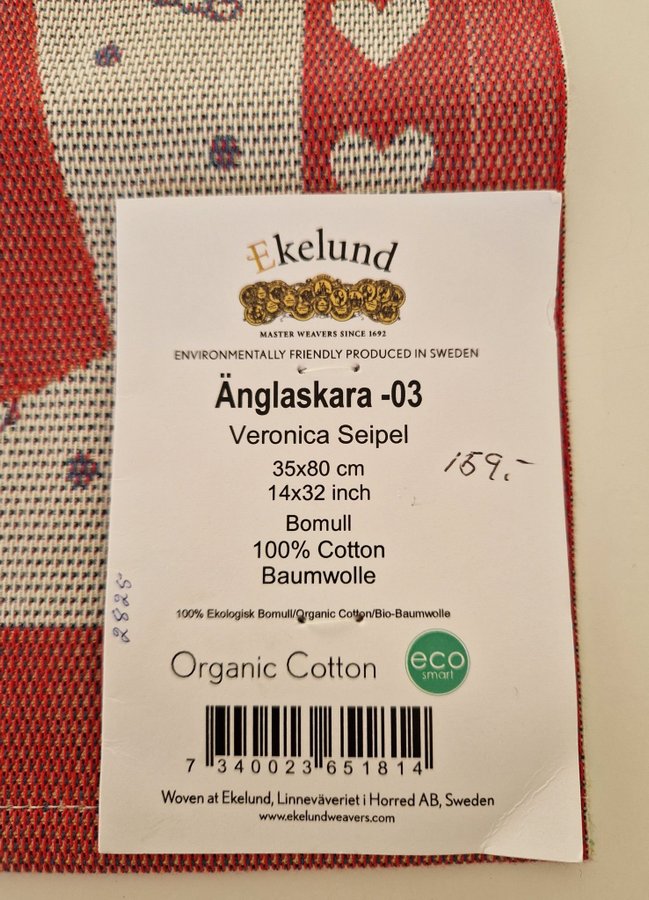 Ekelund
MASTER WEAVERS SINCE 1692
ENVIRONMENTALLY FRIENDLY PRODUCED IN SWEDEN
Änglaskara -03
Veronica Seipel
35x80 cm
159.-
14x32 inch
Bomull
100% Cotton
Baumwolle
2825
100% Ekologisk Bomull/Organic Cotton/Bio-Baumwolle
Organic Cotton
eco
smart
7 340023 651814
Woven at Ekelund, Linneväveriet i Horred AB, Sweden
www.ekelundweavers.com